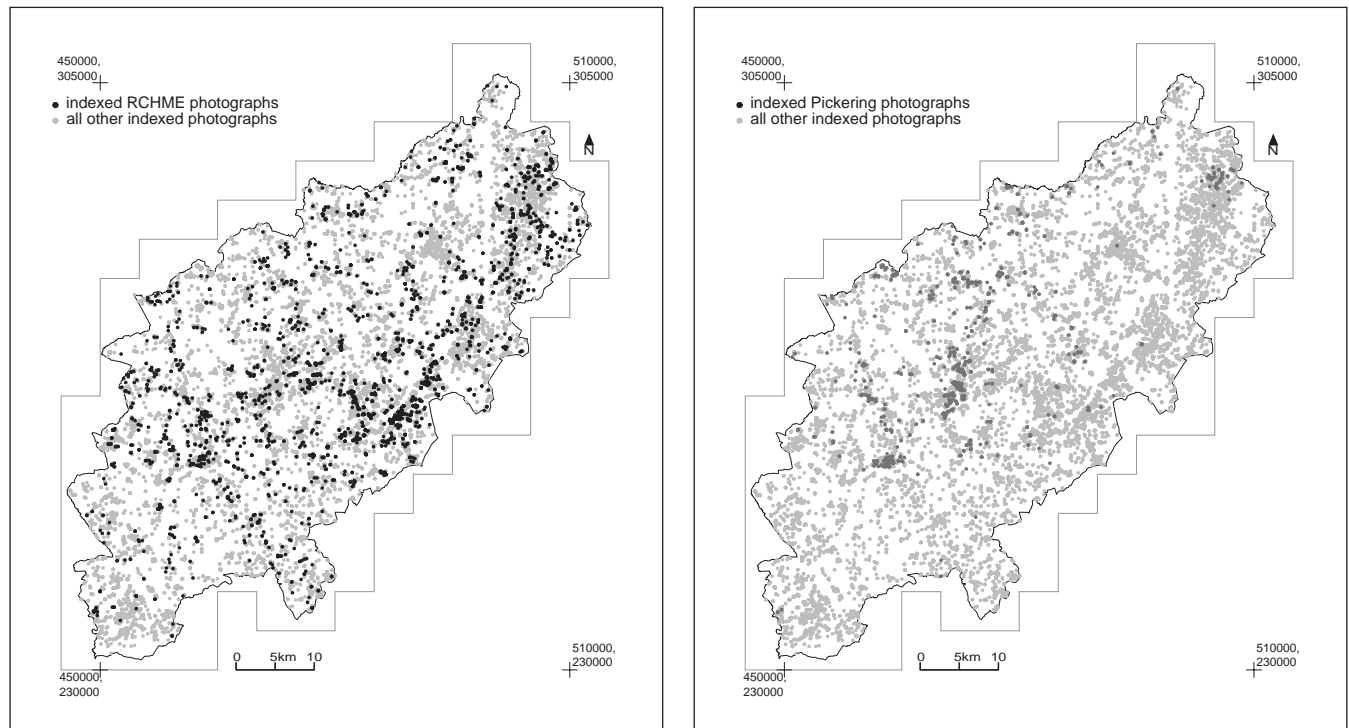 450000,
305000
510000,
305000
indexed RCHME photographs
all other indexed photographs
N
0 5km 10
450000,
230000
510000,
230000
450000,
305000
510000,
305000
indexed Pickering photographs
all other indexed photographs
N
0 5km 10
450000,
230000
510000,
230000